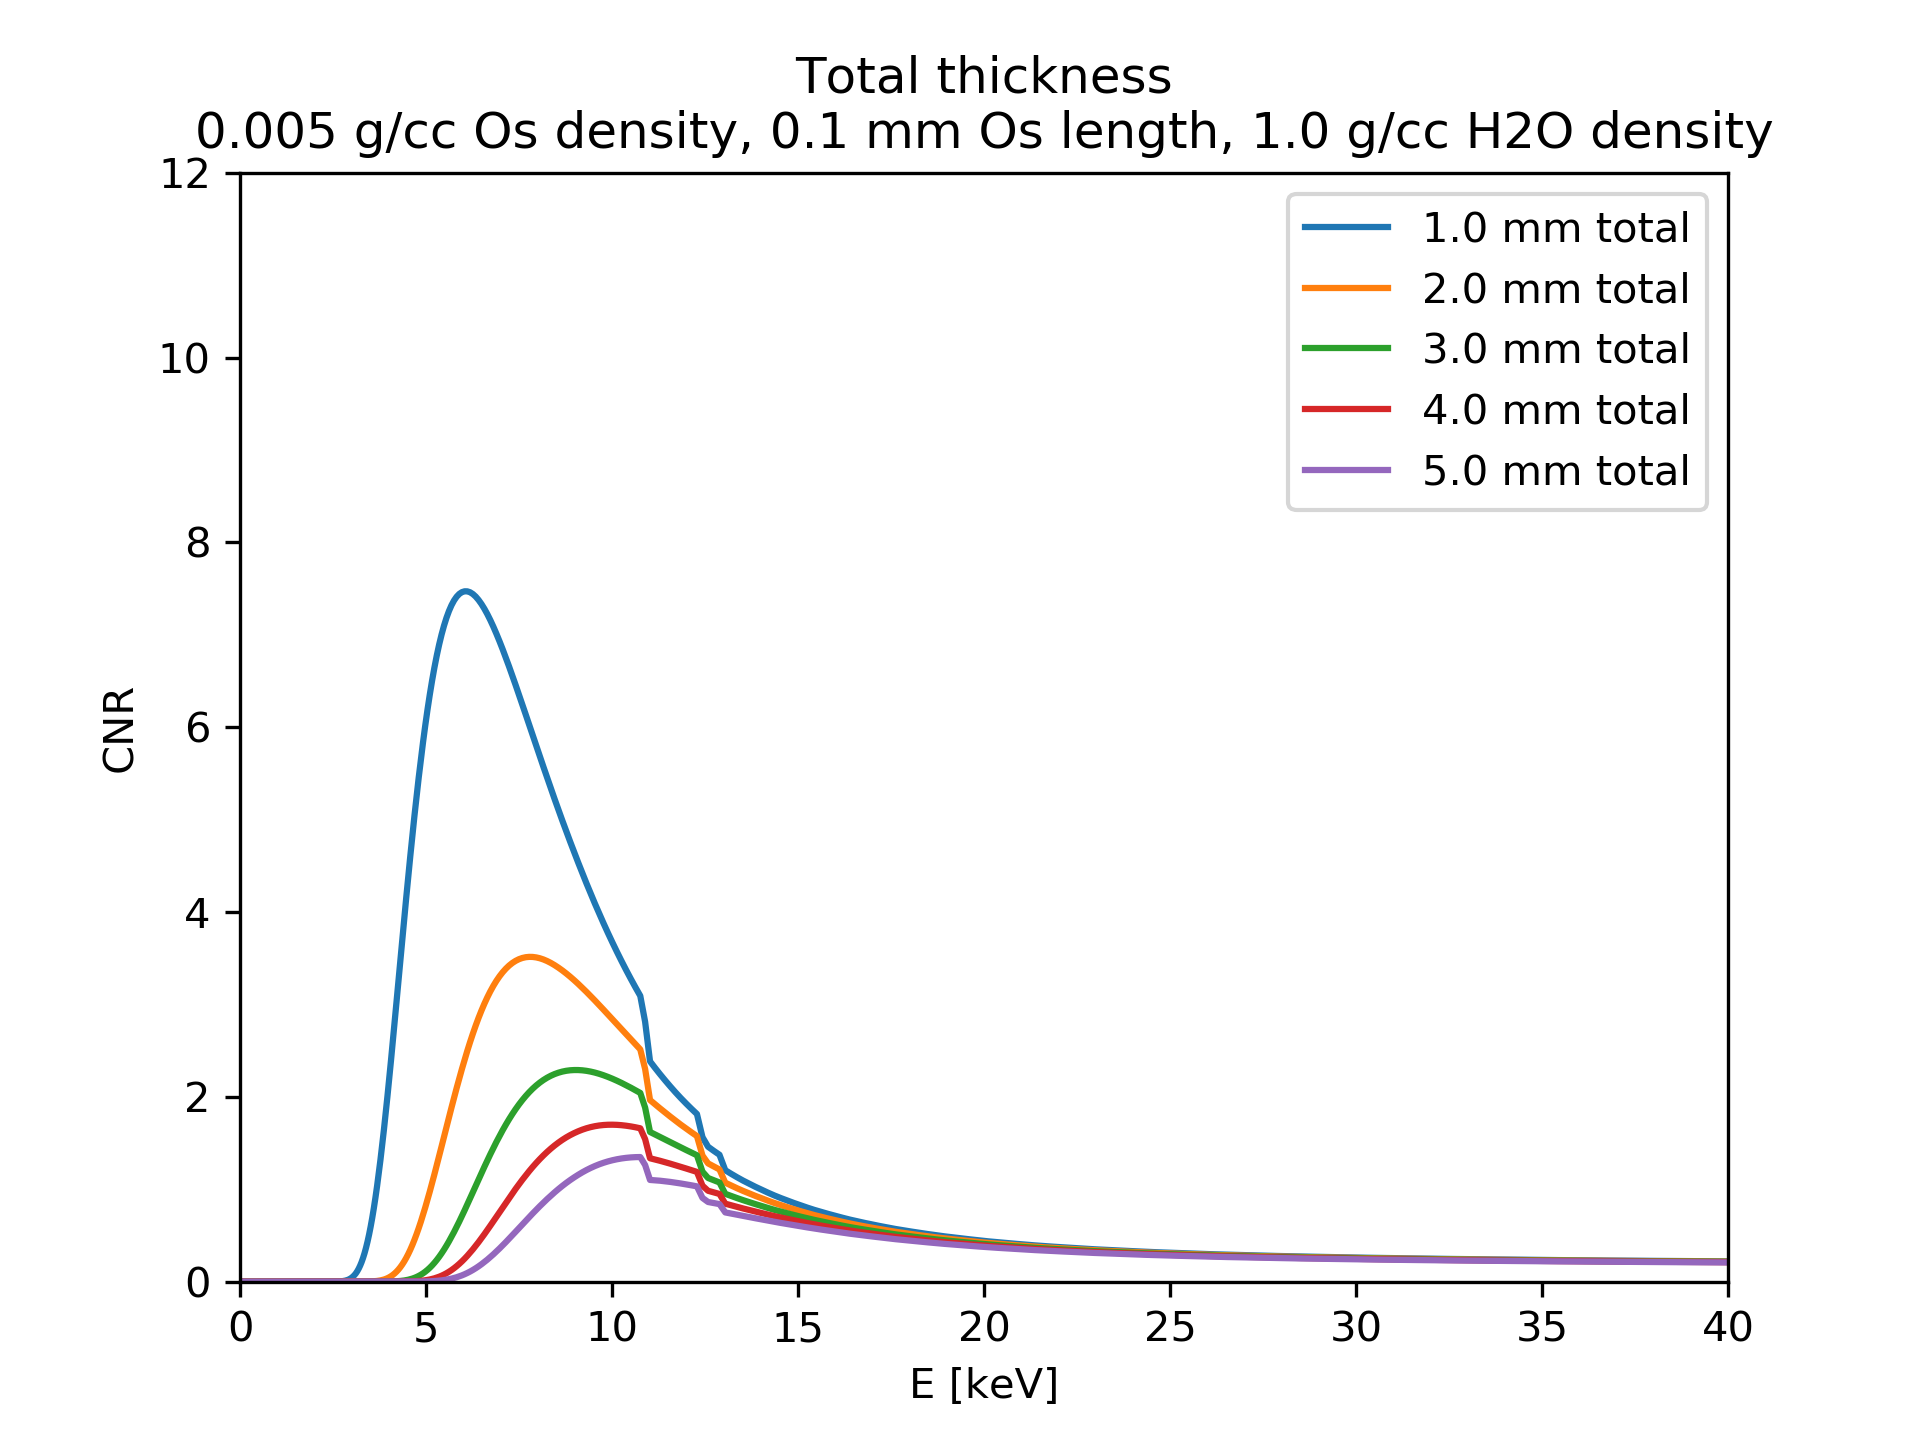 Total thickness
0.005 g/cc Os density, 0.1 mm Os length, 1.0 g/cc H2O density
12
10
8
6
4
2
0
CNR
1.0 mm total
2.0 mm total
3.0 mm total
4.0 mm total
5.0 mm total
0 5 10 15 20 25 30 35 40
E [keV]